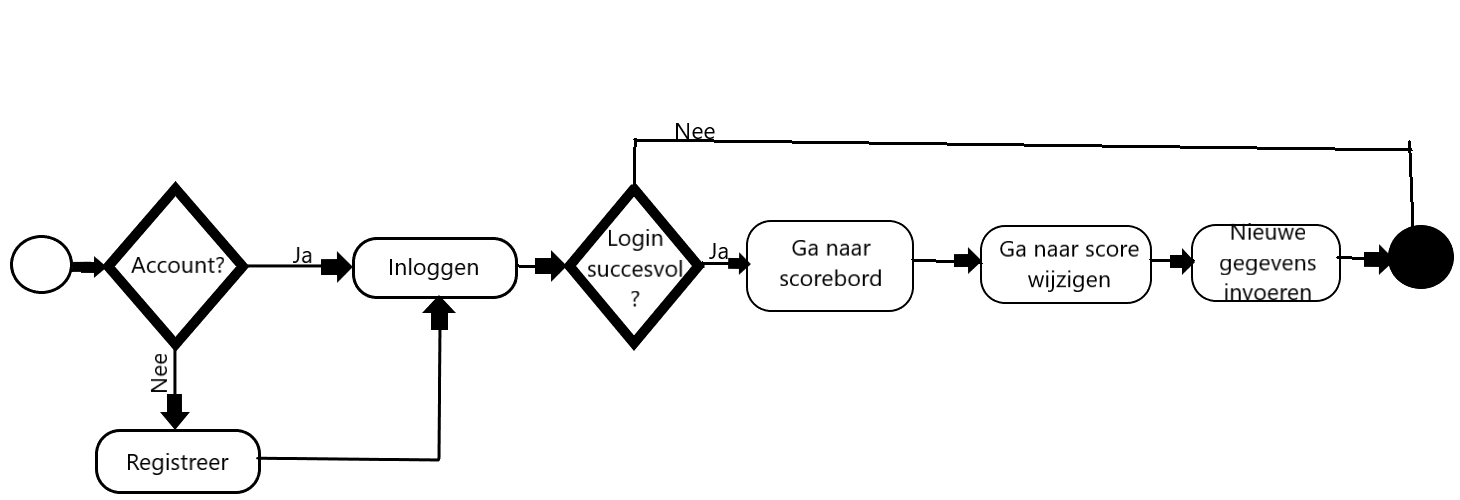 Nee
Account?
Ja
Inloggen
Login
succesvol
?
Ja
Ga naar
scorebord
Ga naar score
wijzigen
Nieuwe
gegevens
invoeren
Nee
Registreer